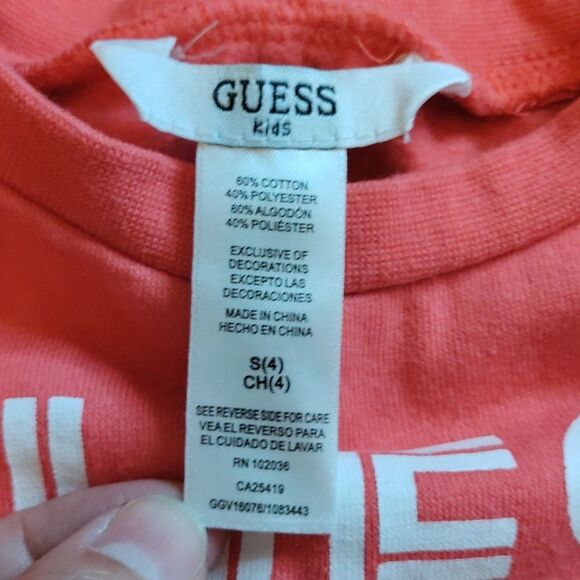 GUESS
Kids
60% COTTON
40% POLYESTER
60% ALGODÓN
40% POLIÉSTER
EXCLUSIVE OF
DECORATIONS
EXCEPTO LAS
DECORACIONES
MADE IN CHINA
HECHO EN CHINA
S(4)
CH(4)
SEE REVERSE SIDE FOR CARE
VEA EL REVERSO PARA
EL CUIDADO DE LAVAR
RN 102036
CA25419
GGV16076/1083443